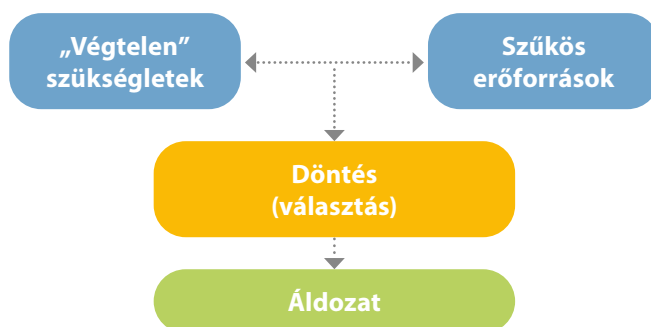 „Végtelen”
szükségletek
Szűkös
erőforrások
Döntés
(választás)
Áldozat